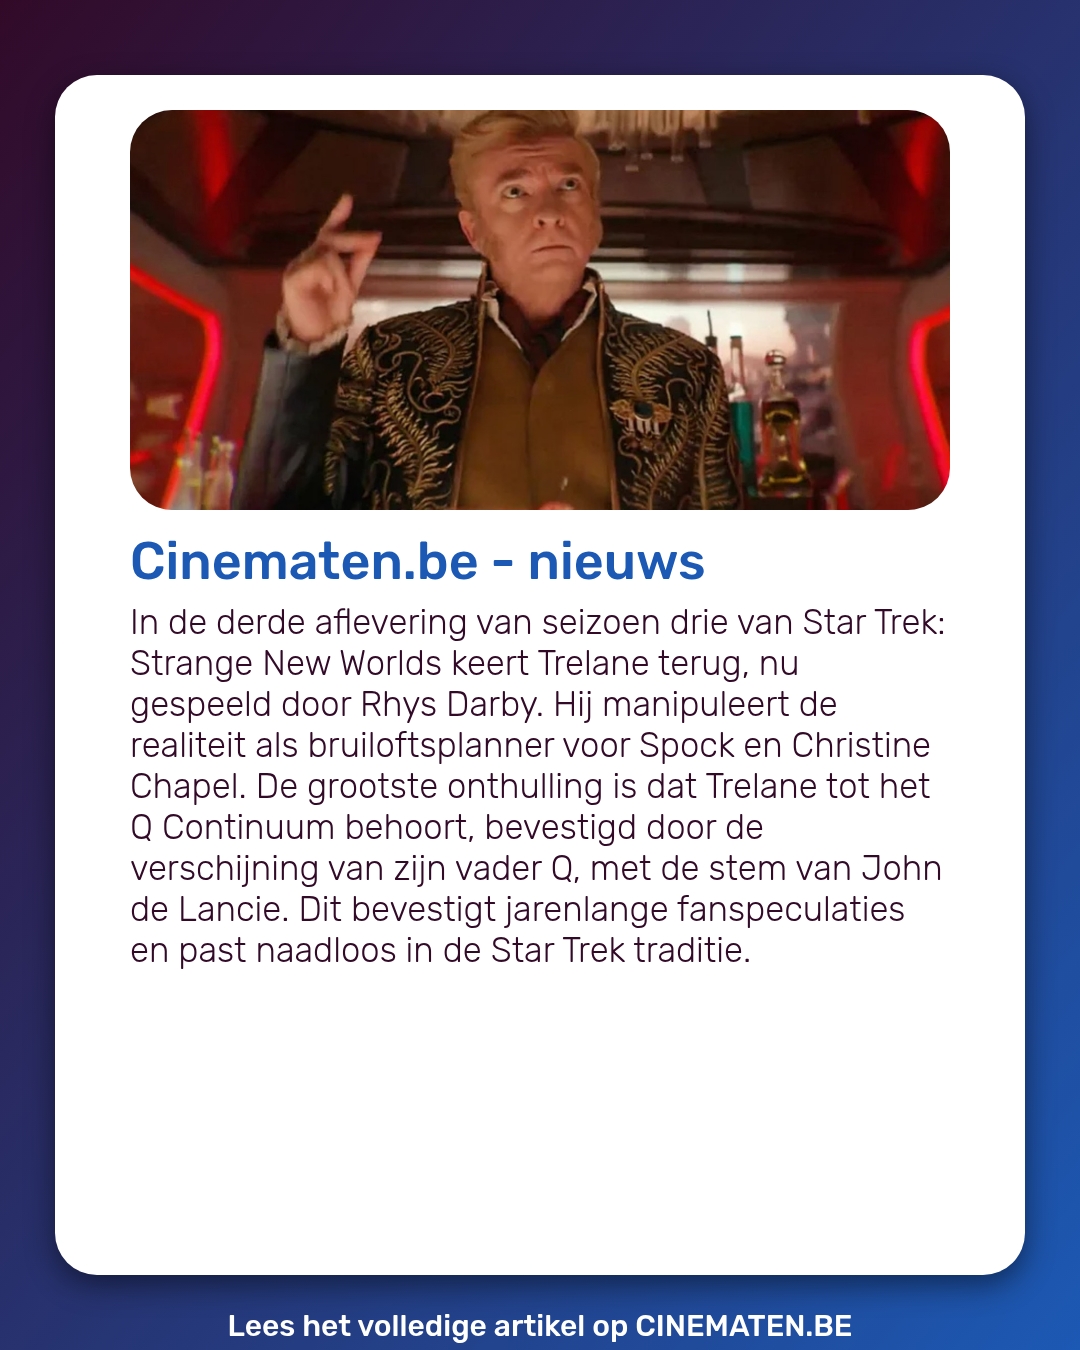 Cinematen.be - nieuws
In de derde aflevering van seizoen drie van Star Trek:
Strange New Worlds keert Trelane terug, nu
gespeeld door Rhys Darby. Hij manipuleert de
realiteit als bruiloftsplanner voor Spock en Christine
Chapel. De grootste onthulling is dat Trelane tot het
Q Continuum behoort, bevestigd door de
verschijning van zijn vader Q, met de stem van John
de Lancie. Dit bevestigt jarenlange fanspeculaties
en past naadloos in de Star Trek traditie.
Lees het volledige artikel op CINEMATEN.BE